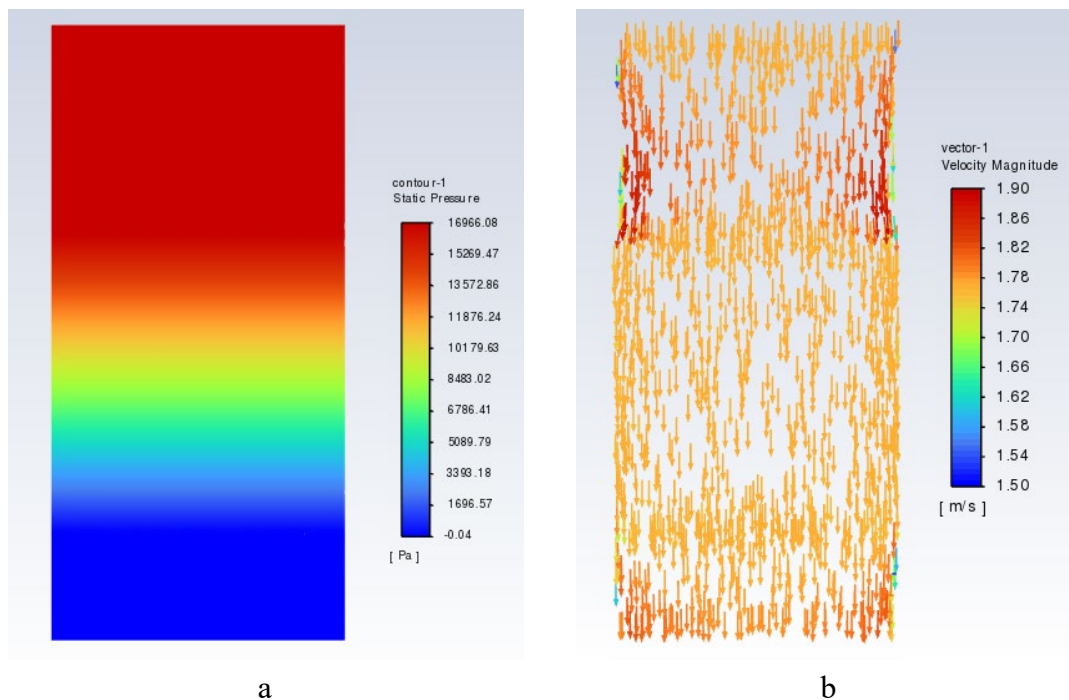 contour-1
Static Pressure
16966.08
15269.47
13572.86
11876.24
10179.63
8483.02
6786.41
5089.79
3393.18
1696.57
-0.04
[ Pa ]
a
vector-1
Velocity Magnitude
1.90
1.86
1.82
1.78
1.74
1.70
1.66
1.62
1.58
1.54
1.50
[ m/s ]
b